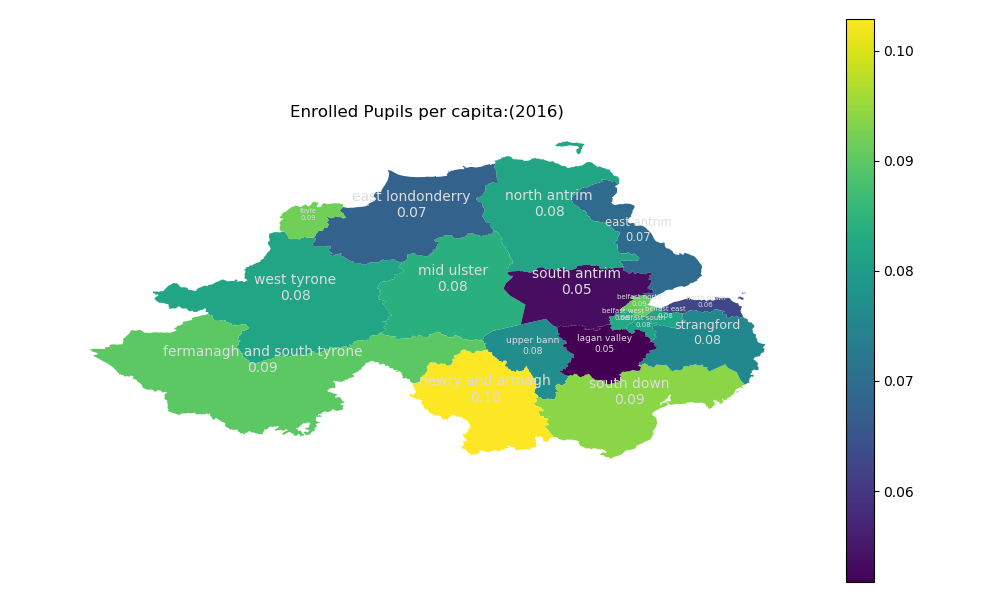 Enrolled Pupils per capita:(2016)
east londonderry
0.07
north antrim
0.08
foyle
0.09
east antrim
0.07
west tyrone
0.08
mid ulster
0.08
south antrim
0.05
belfast north
0.09
0.06
belfast west
belfast east
0.08
belfast south
0.08
strangford
0.08
upper bann
0.08
lagan valley
0.05
fermanagh and south tyrone
0.09
newry and armagh
0.10
south down
0.09
0.10
0.09
0.08
0.07
0.06